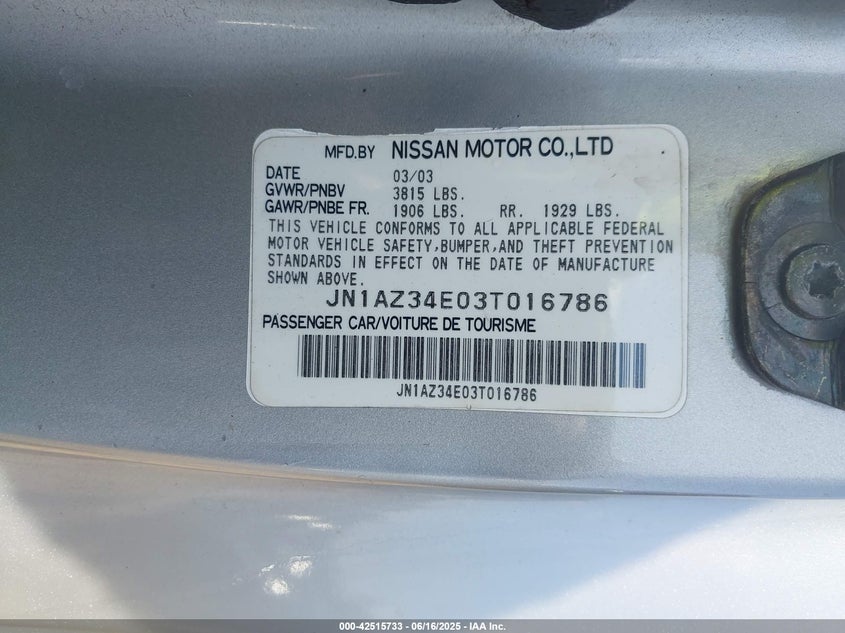 MFD.BY NISSAN MOTOR CO.,LTD
DATE 03/03
GVWR/PNBV 3815 LBS.
GAWR/PNBE FR. 1906 LBS. RR. 1929 LBS.
THIS VEHICLE CONFORMS TO ALL APPLICABLE FEDERAL
MOTOR VEHICLE SAFETY,BUMPER,AND THEFT PREVENTION
STANDARDS IN EFFECT ON THE DATE OF MANUFACTURE
SHOWN ABOVE.
JN1AZ34E03T016786
PASSENGER CAR/VOITURE DE TOURISME
JN1AZ34E03T016786
000-42515733 - 06/16/2025 - IAA Inc.